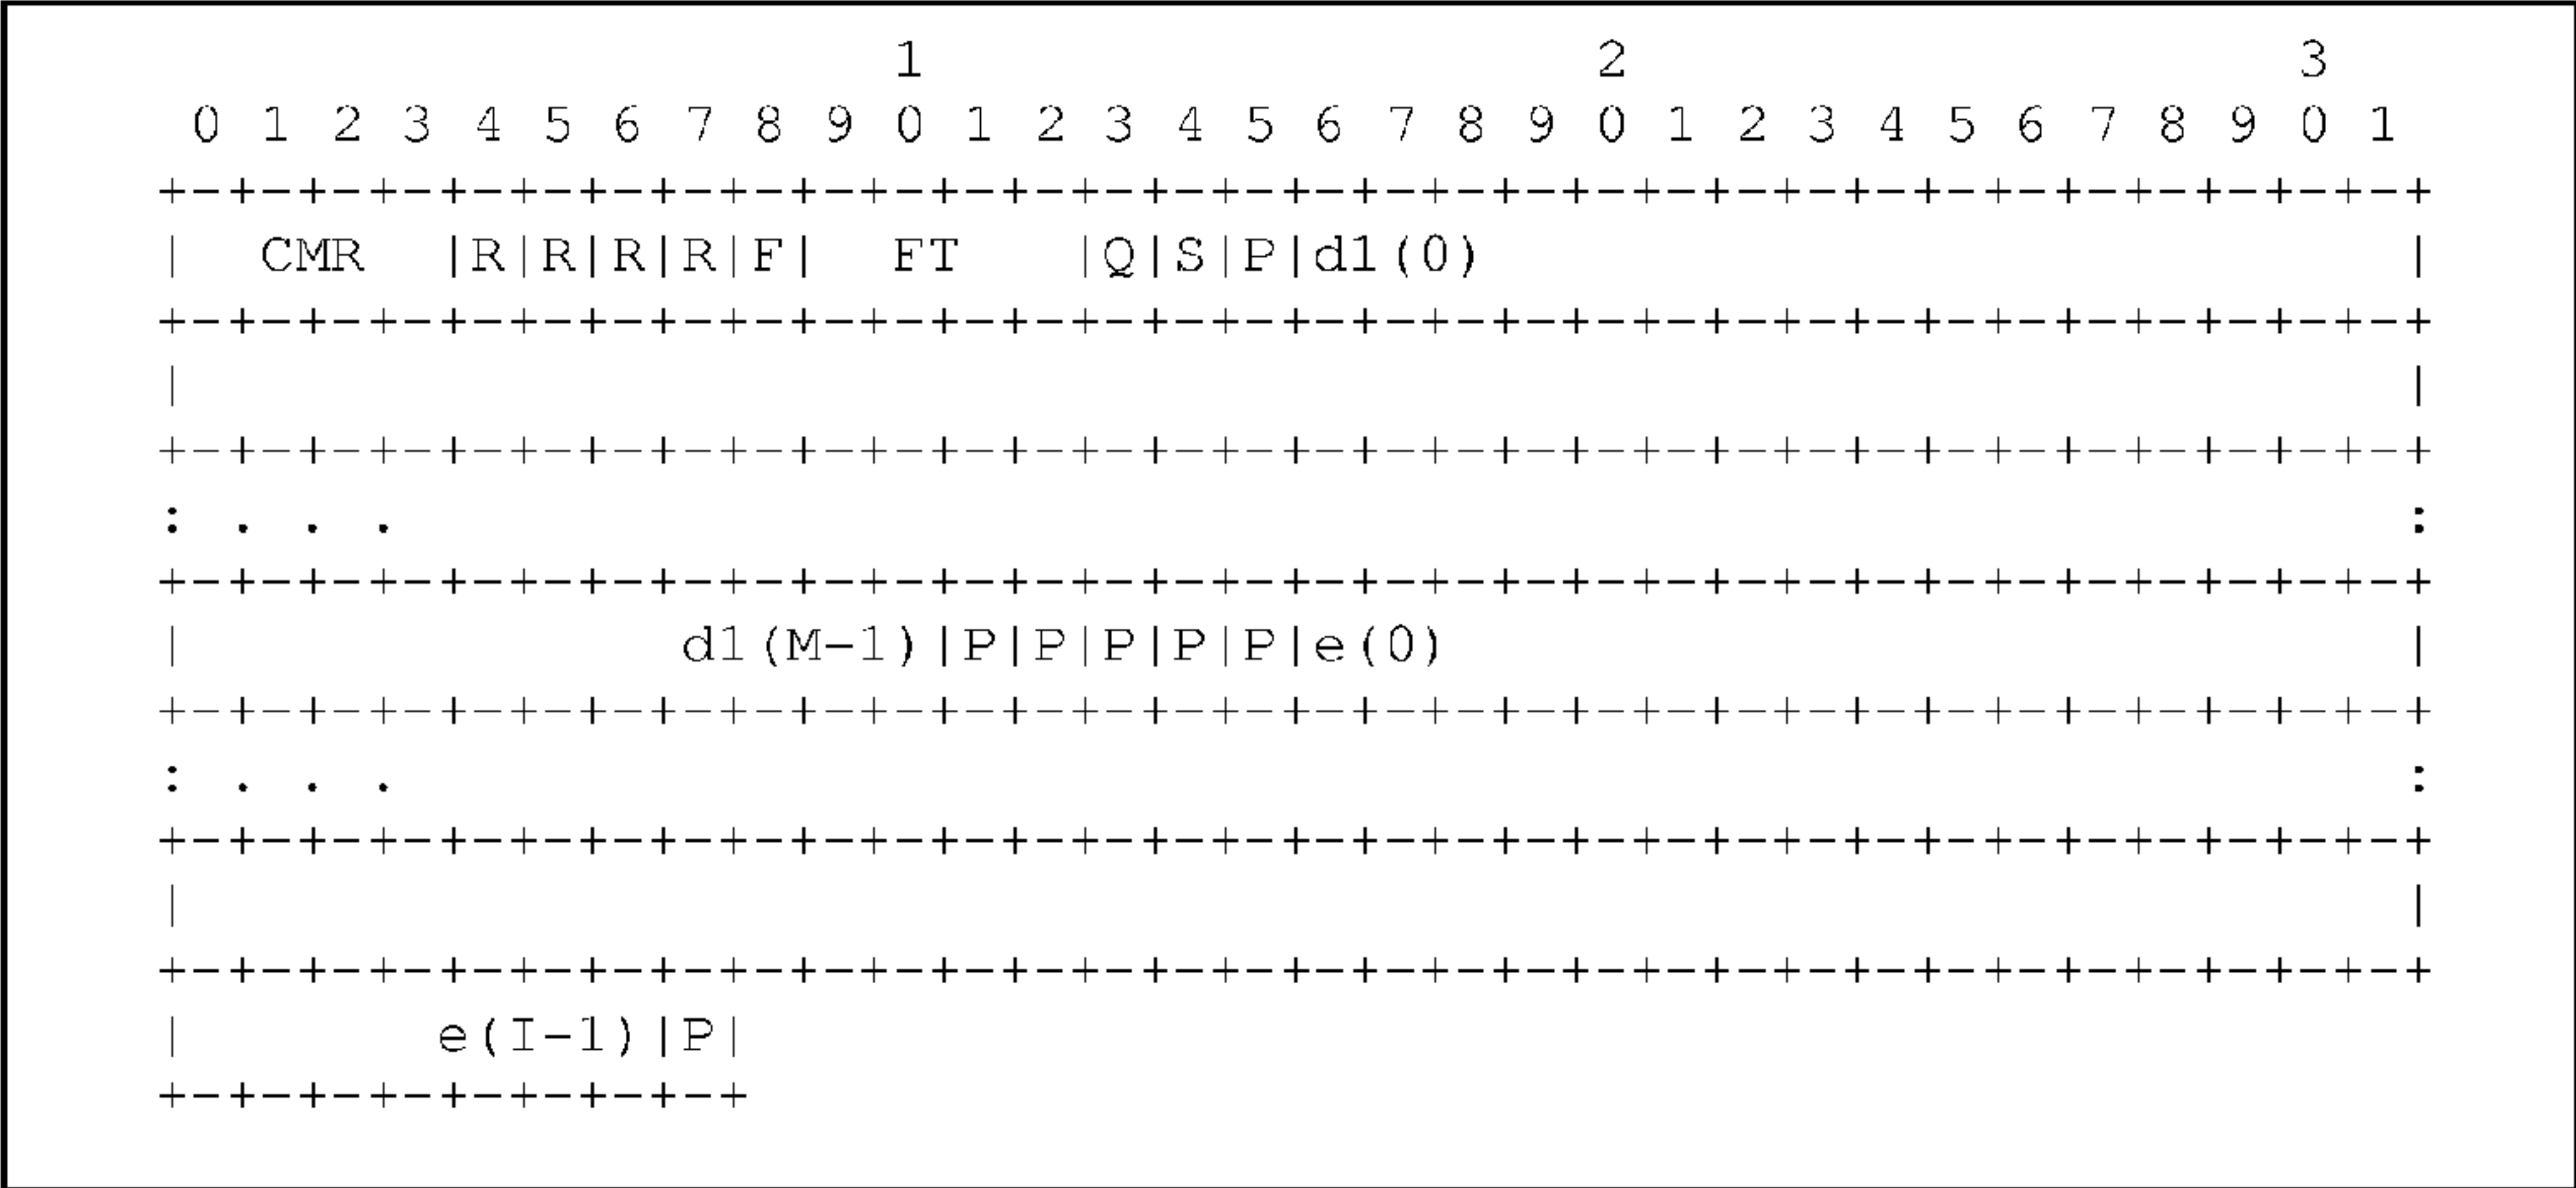 1                   2                   3
 0 1 2 3 4 5 6 7 8 9 0 1 2 3 4 5 6 7 8 9 0 1 2 3 4 5 6 7 8 9 0 1
+-+-+-+-+-+-+-+-+-+-+-+-+-+-+-+-+-+-+-+-+-+-+-+-+-+-+-+-+-+-+-+-+
|  CMR  |R|R|R|R|F|  FT   |Q|S|P|d1(0)                          |
+-+-+-+-+-+-+-+-+-+-+-+-+-+-+-+-+-+-+-+-+-+-+-+-+-+-+-+-+-+-+-+-+
|                                                               |
+-+-+-+-+-+-+-+-+-+-+-+-+-+-+-+-+-+-+-+-+-+-+-+-+-+-+-+-+-+-+-+-+
: . . .                                                         :
+-+-+-+-+-+-+-+-+-+-+-+-+-+-+-+-+-+-+-+-+-+-+-+-+-+-+-+-+-+-+-+-+
|              d1(M-1)|P|P|P|P|P|e(0)                           |
+-+-+-+-+-+-+-+-+-+-+-+-+-+-+-+-+-+-+-+-+-+-+-+-+-+-+-+-+-+-+-+-+
: . . .                                                         :
+-+-+-+-+-+-+-+-+-+-+-+-+-+-+-+-+-+-+-+-+-+-+-+-+-+-+-+-+-+-+-+-+
|                                                               |
+-+-+-+-+-+-+-+-+-+-+-+-+-+-+-+-+-+-+-+-+-+-+-+-+-+-+-+-+-+-+-+-+
|       e(I-1)|P|
+-+-+-+-+-+-+-+-+